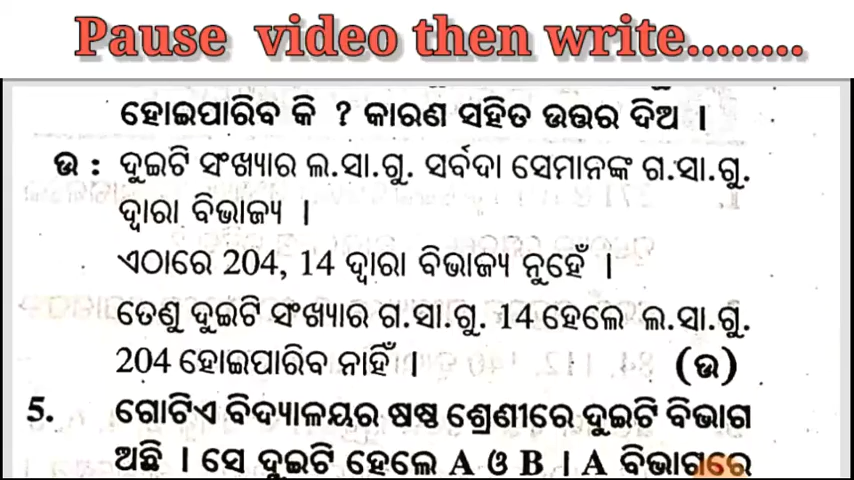 Pause video then write........
ହୋଇପାରିବ କି ? କାରଣ ସହିତ ଉତ୍ତର ଦିଅ ।
ଉ : ଦୁଇଟି ସଂଖ୍ୟାର ଲ.ସା.ଗୁ. ସର୍ବଦା ସେମାନଙ୍କ ଗ.ସା.ଗୁ.
ଦ୍ୱାରା ବିଭାଜ୍ୟ ।
ଏଠାରେ 204, 14 ଦ୍ୱାରା ବିଭାଜ୍ୟ ନୁହେଁ ।
ତେଣୁ ଦୁଇଟି ସଂଖ୍ୟାର ଗ.ସା.ଗୁ. 14 ହେଲେ ଲ.ସା.ଗୁ.
204 ହୋଇପାରିବ ନାହିଁ । (ଉ)
5. ଗୋଟିଏ ବିଦ୍ୟାଳୟର ଷଷ୍ଠ ଶ୍ରେଣୀରେ ଦୁଇଟି ବିଭାଗ
ଅଛି । ସେ ଦୁଇଟି ହେଲେ A ଓ B । A ବିଭାଗରେ